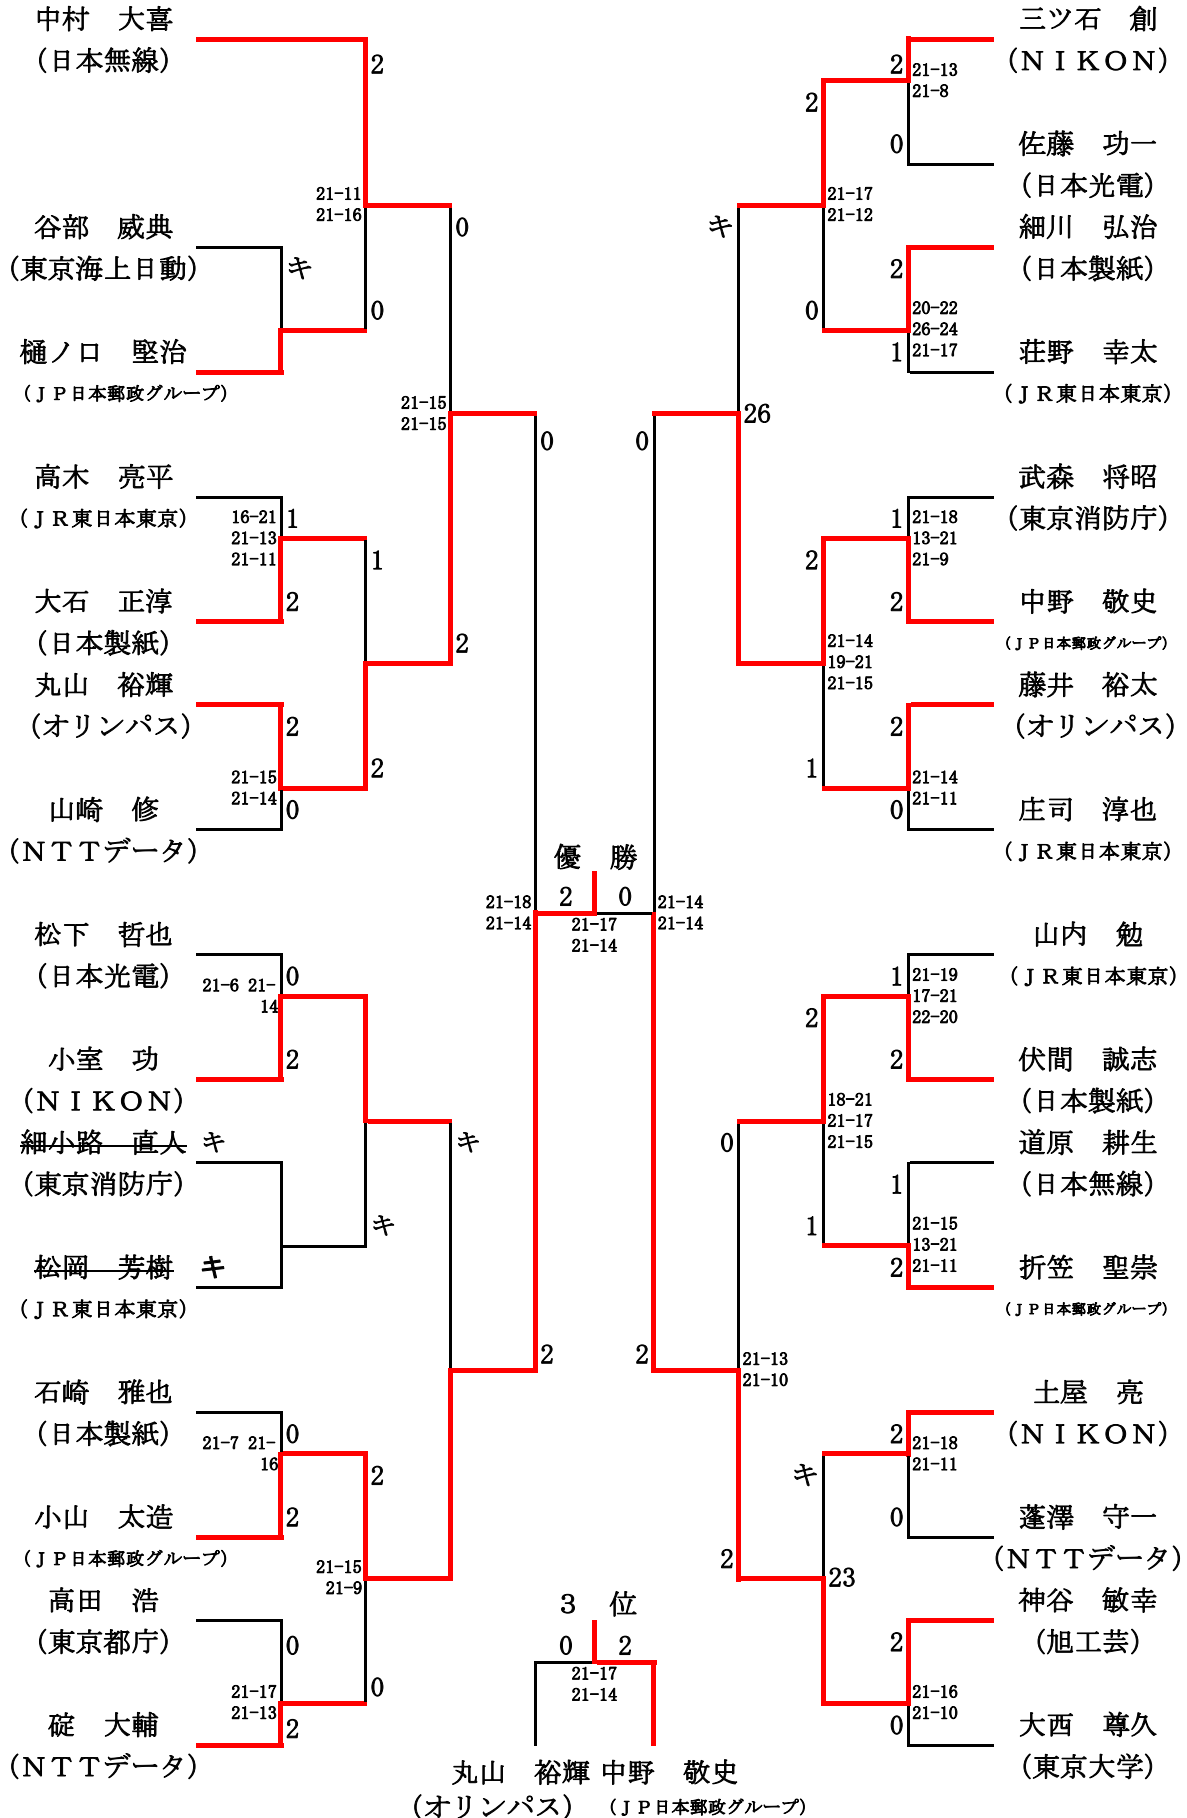 中村　大喜
(日本無線)
2
21-11
21-16
0
谷部　威典
(東京海上日動)
キ
0
樋ノ口　堅治
(ＪＰ日本郵政グループ)
21-15
21-15
0
高木　亮平
(ＪＲ東日本東京)
16-21
21-13
21-11
1
1
大石　正淳
(日本製紙)
2
2
丸山　裕輝
(オリンパス)
2
21-15
21-14
2
山崎　修
(ＮＴＴデータ)
0
松下　哲也
(日本光電)
21-6 21-
14
0
21-18
21-14
小室　功
(ＮＩＫＯＮ)
2
細小路　直人　キ
(東京消防庁)
キ
キ
松岡　芳樹　キ
(ＪＲ東日本東京)
2
石崎　雅也
(日本製紙)
21-7 21-
16
0
2
小山　太造
(ＪＰ日本郵政グループ)
2
21-15
21-9
高田　浩
(東京都庁)
0
0
21-17
21-13
2
碇　大輔
(ＮＴＴデータ)
優　勝
2
0
21-17
21-14
３　位
0
2
21-17
21-14
丸山　裕輝
(オリンパス)
中野　敬史
(ＪＰ日本郵政グループ)
三ツ石　創
(ＮＩＫＯＮ)
2
21-13
21-8
2
0
佐藤　功一
(日本光電)
キ
21-17
21-12
細川　弘治
(日本製紙)
2
0
20-22
26-24
21-17
1
荘野　幸太
(ＪＲ東日本東京)
26
0
武森　将昭
(東京消防庁)
1
21-18
13-21
21-9
2
2
中野　敬史
(ＪＰ日本郵政グループ)
21-14
19-21
21-15
藤井　裕太
(オリンパス)
2
1
21-14
21-11
0
庄司　淳也
(ＪＲ東日本東京)
21-14
21-14
山内　勉
(ＪＲ東日本東京)
1
21-19
17-21
22-20
2
2
伏間　誠志
(日本製紙)
0
18-21
21-17
21-15
道原　耕生
(日本無線)
1
1
21-15
13-21
21-11
2
折笠　聖崇
(ＪＰ日本郵政グループ)
2
21-13
21-10
土屋　亮
(ＮＩＫＯＮ)
2
21-18
21-11
キ
0
蓬澤　守一
(ＮＴＴデータ)
2
23
神谷　敏幸
(旭工芸)
2
21-16
21-10
0
大西　尊久
(東京大学)